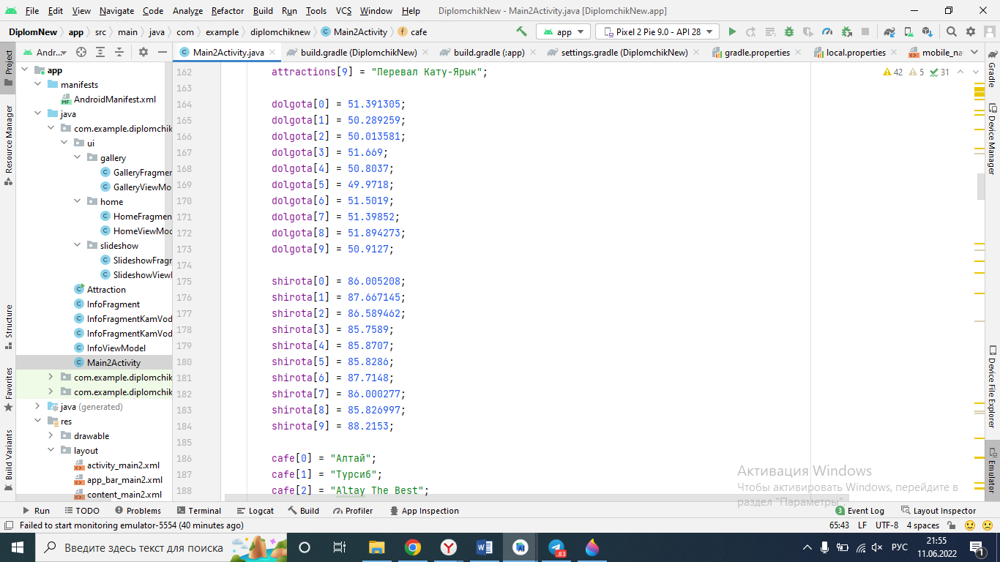 File Edit View Navigate Code Analyze Refactor Build Run Tools VCS Window Help DiplomchikNew - Main2Activity.java [DiplomchikNew.app]
DiplomNew app src main java com example diplomchiknew Main2Activity cafe app Pixel 2 Pie 9.0 - API 28
Project Andr... Main2Activity.java build.gradle (DiplomchikNew) build.gradle (:app) settings.gradle (DiplomchikNew) gradle.properties local.properties mobile_na
app
manifests
AndroidManifest.xml
java
com.example.diplomchik
ui
gallery
GalleryFragmen
GalleryViewMo
home
HomeFragmen
HomeViewMod
slideshow
SlideshowFragr
SlideshowViewI
Attraction
InfoFragment
InfoFragmentKamVod
InfoFragmentKamVod
InfoViewModel
Main2Activity
com.example.diplomchik
com.example.diplomchik
java (generated)
res
drawable
layout
activity_main2.xml
app_bar_main2.xml
content_main2.xml
Resource Manager
Structure
Favorites
Build Variants
162 attractions[9] = "Перевал Кату-Ярык";
163
164 dolgota[0] = 51.391305;
165 dolgota[1] = 50.289259;
166 dolgota[2] = 50.013581;
167 dolgota[3] = 51.669;
168 dolgota[4] = 50.8037;
169 dolgota[5] = 49.9718;
170 dolgota[6] = 51.5019;
171 dolgota[7] = 51.39852;
172 dolgota[8] = 51.894273;
173 dolgota[9] = 50.9127;
174
175 shirota[0] = 86.005208;
176 shirota[1] = 87.667145;
177 shirota[2] = 86.589462;
178 shirota[3] = 85.7589;
179 shirota[4] = 85.8707;
180 shirota[5] = 85.8286;
181 shirota[6] = 87.7148;
182 shirota[7] = 86.000277;
183 shirota[8] = 85.826997;
184 shirota[9] = 88.2153;
185
186 cafe[0] = "Алтай";
187 cafe[1] = "Турсиб";
188 cafe[2] = "Altay The Best";
42 5 31
Gradle
Device Manager
Device File Explorer
Emulator
Активация Windows
Чтобы активировать Windows, перейдите в
раздел "Параметры".
Run TODO Problems Terminal Logcat Build Profiler App Inspection 3 Event Log Layout Inspector
Failed to start monitoring emulator-5554 (40 minutes ago) 65:43 LF UTF-8 4 spaces
Введите здесь текст для поиска .83 РУС 21:55
11.06.2022 1